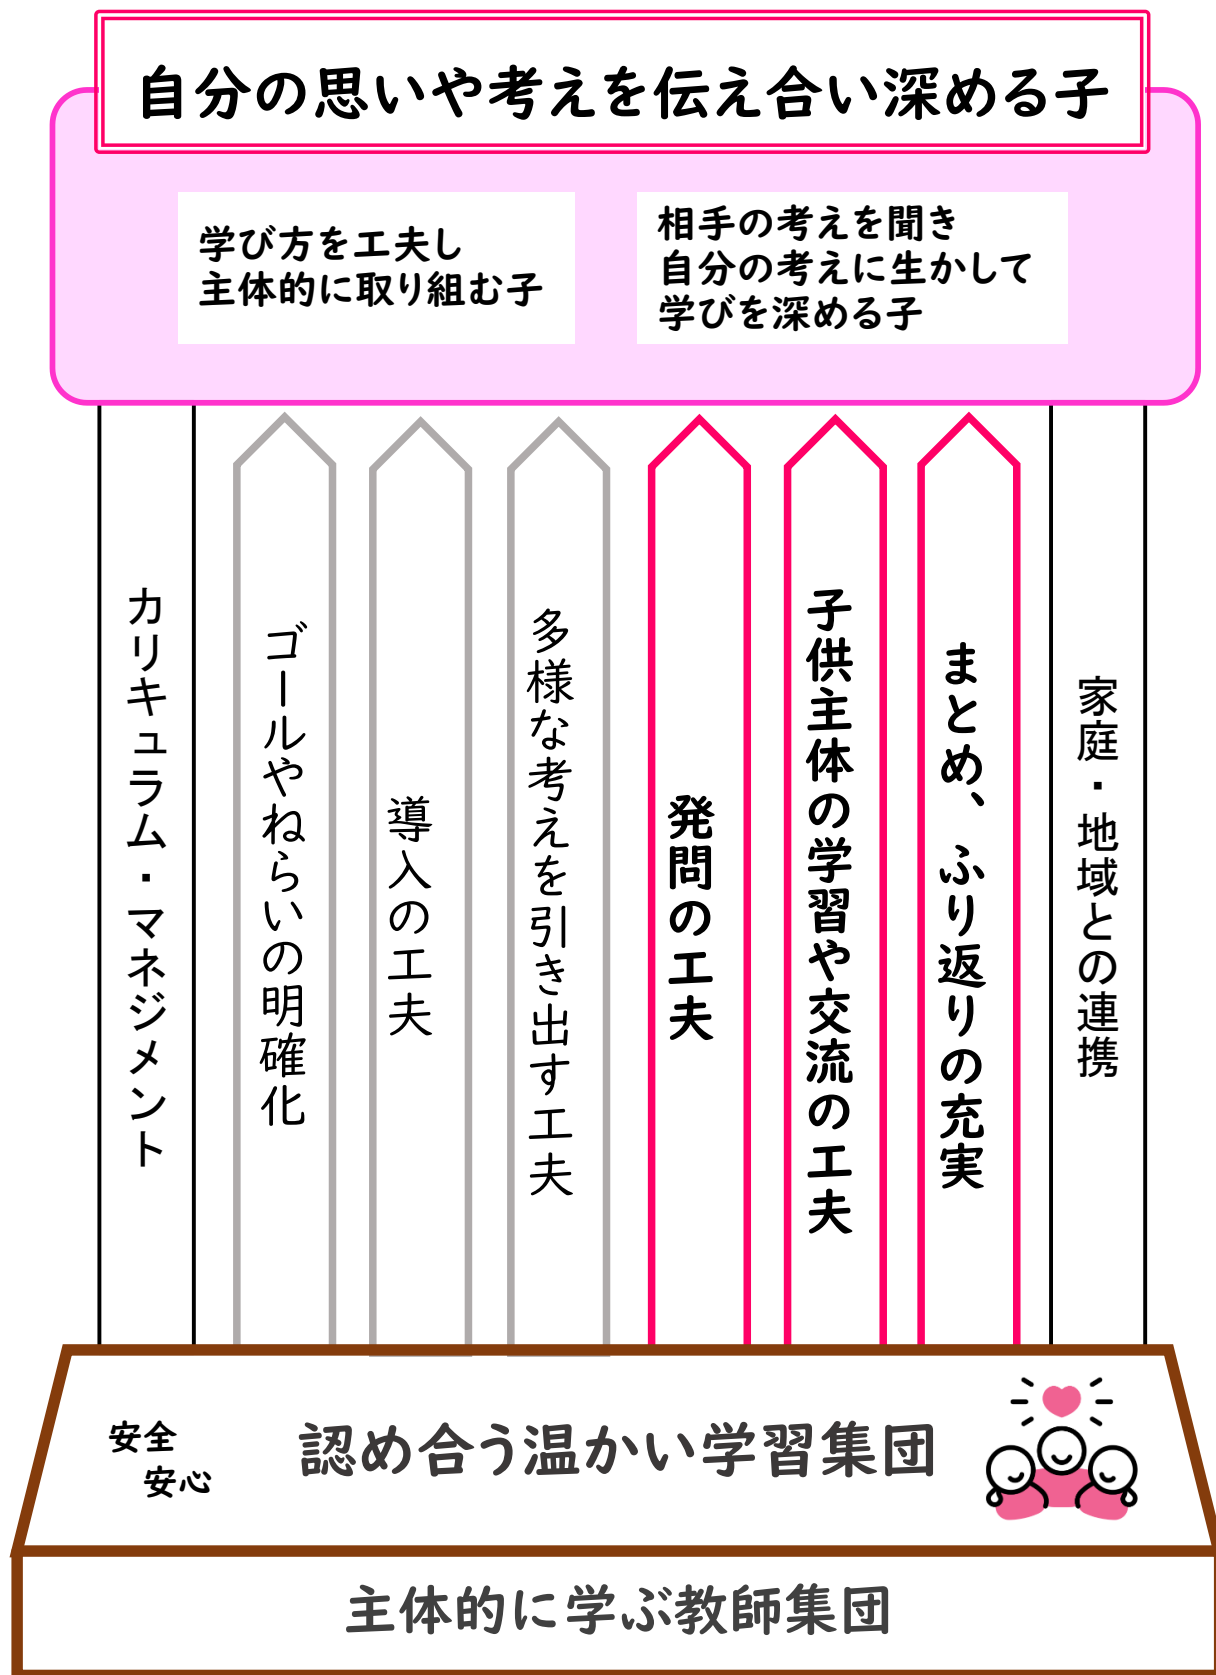 自分の思いや考えを伝え合い深める子
学び方を工夫し
主体的に取り組む子
相手の考えを聞き
自分の考えに生かして
学びを深める子
カリキュラム・マネジメント
ゴールやねらいの明確化
導入の工夫
多様な考えを引き出す工夫
発問の工夫
子供主体の学習や交流の工夫
まとめ、ふり返りの充実
家庭・地域との連携
安全
安心
認め合う温かい学習集団
主体的に学ぶ教師集団